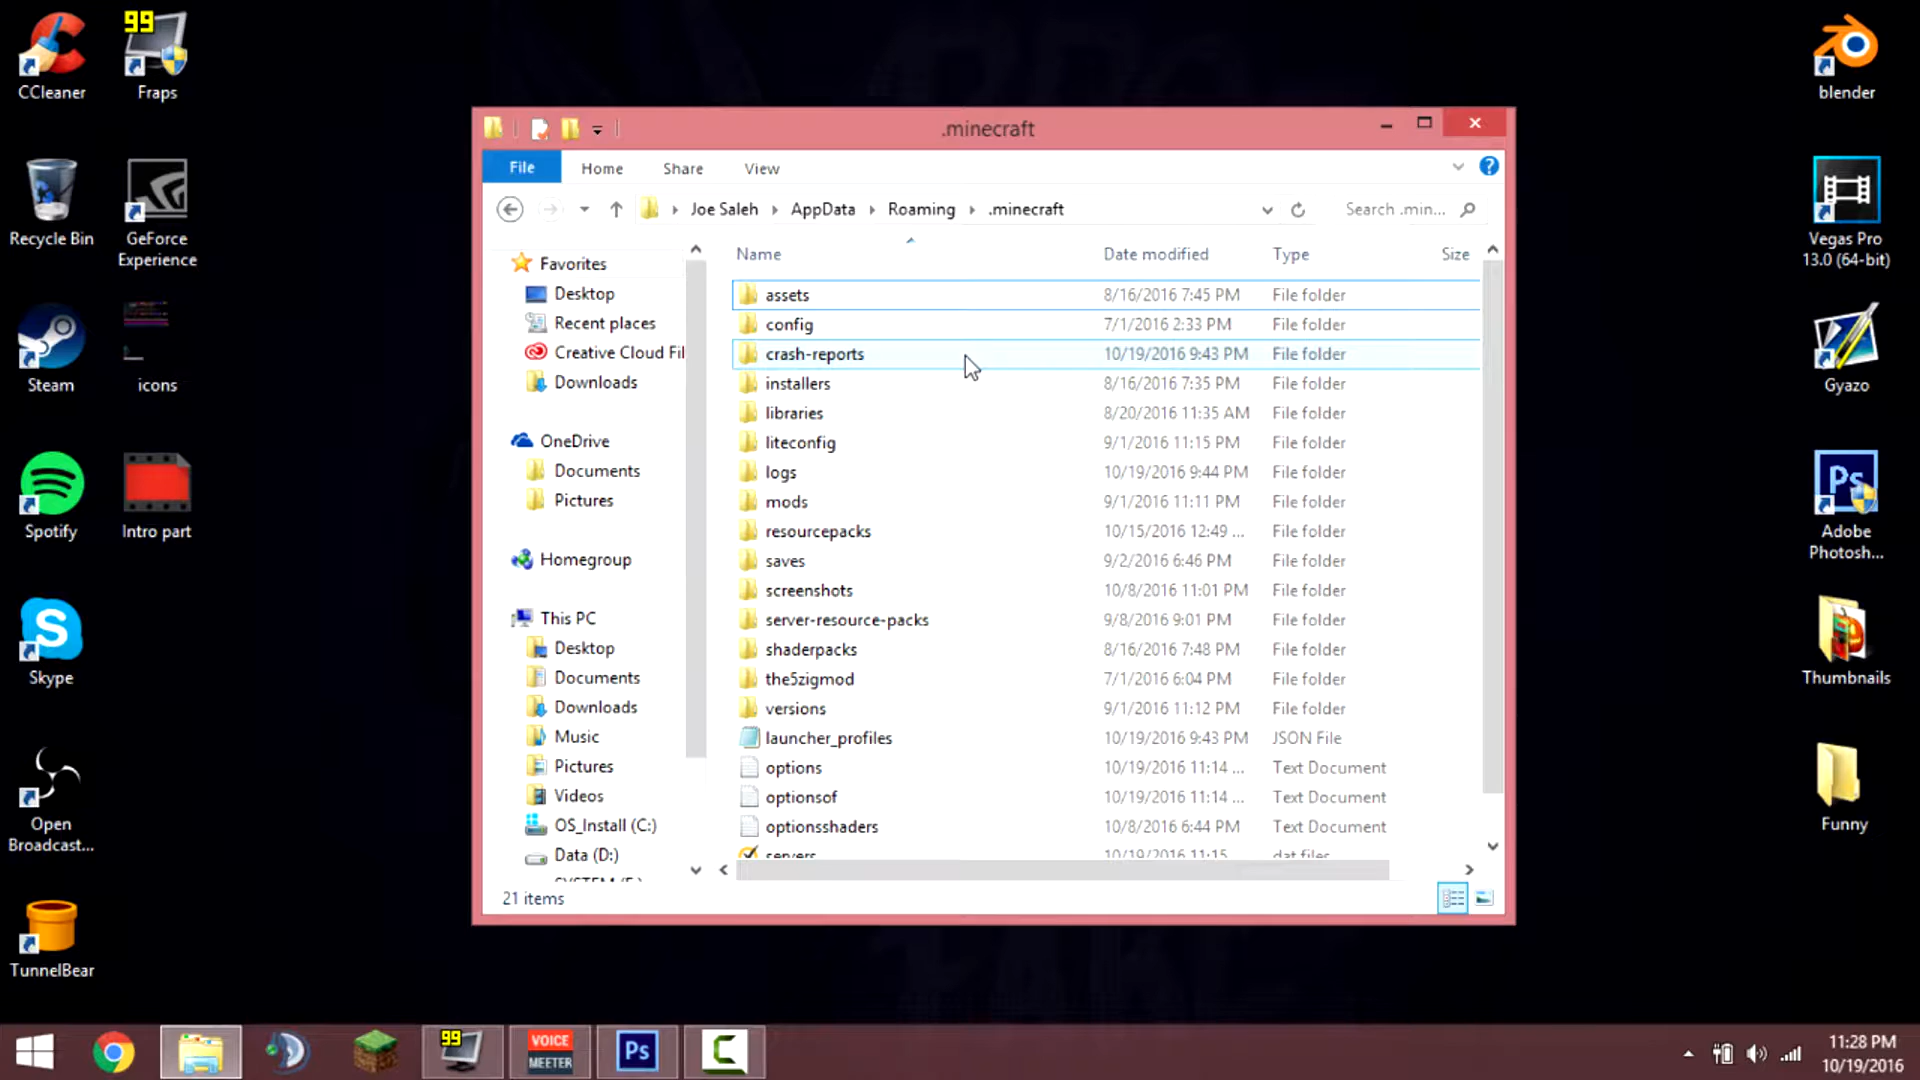 99
CCleaner
Fraps
Recycle Bin
GeForce
Experience
Steam
icons
Spotify
Intro part
Skype
Open
Broadcast...
TunnelBear
.minecraft
File
Home
Share
View
Joe Saleh
AppData
Roaming
.minecraft
Search .min...
Favorites
Desktop
Recent places
Creative Cloud Fil
Downloads
OneDrive
Documents
Pictures
Homegroup
This PC
Desktop
Documents
Downloads
Music
Pictures
Videos
OS_Install (C:)
Data (D:)
Name Date modified Type Size
assets 8/16/2016 7:45 PM File folder
config 7/1/2016 2:33 PM File folder
crash-reports 10/19/2016 9:43 PM File folder
installers 8/16/2016 7:35 PM File folder
libraries 8/20/2016 11:35 AM File folder
liteconfig 9/1/2016 11:15 PM File folder
logs 10/19/2016 9:44 PM File folder
mods 9/1/2016 11:11 PM File folder
resourcepacks 10/15/2016 12:49 ... File folder
saves 9/2/2016 6:46 PM File folder
screenshots 10/8/2016 11:01 PM File folder
server-resource-packs 9/8/2016 9:01 PM File folder
shaderpacks 8/16/2016 7:48 PM File folder
the5zigmod 7/1/2016 6:04 PM File folder
versions 9/1/2016 11:12 PM File folder
launcher_profiles 10/19/2016 9:43 PM JSON File
options 10/19/2016 11:14 ... Text Document
optionsof 10/19/2016 11:14 ... Text Document
optionsshaders 10/8/2016 6:44 PM Text Document
servers 10/19/2016 11:15 dat files
21 items
blender
Vegas Pro
13.0 (64-bit)
Gyazo
Ps
Adobe
Photosh...
Thumbnails
Funny
99
VOICE
MEETER
Ps
11:28 PM
10/19/2016